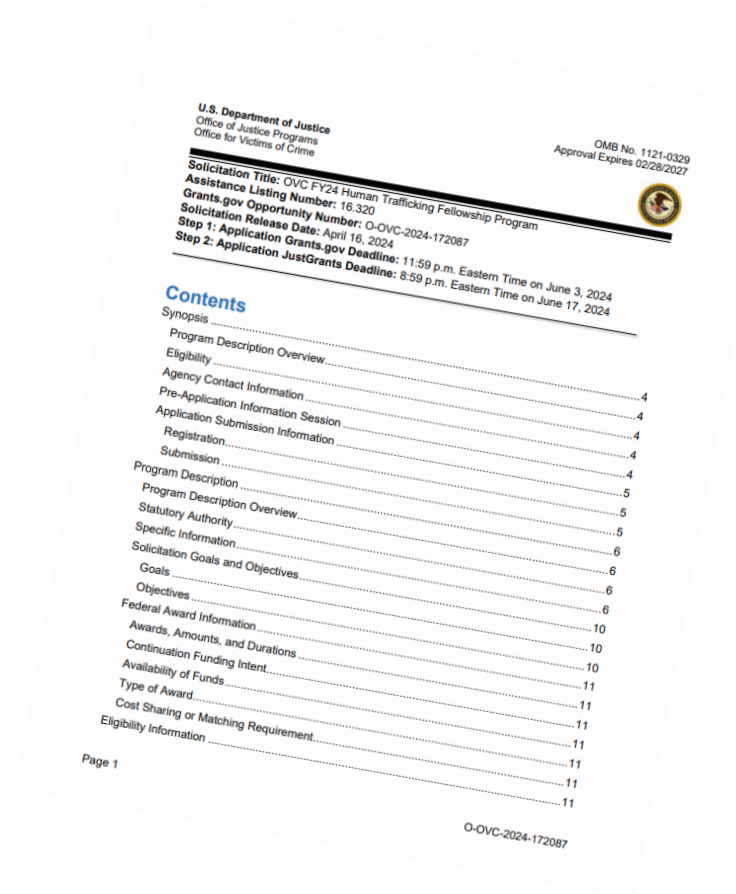 U.S. Department of Justice
Office of Justice Programs
Office for Victims of Crime
OMB No. 1121-0329
Approval Expires 02/28/2027
Solicitation Title: OVC FY24 Human Trafficking Fellowship Program
Assistance Listing Number: 16.320
Grants.gov Opportunity Number: O-OVC-2024-172087
Solicitation Release Date: April 16, 2024
Step 1: Application Grants.gov Deadline: 11:59 p.m. Eastern Time on June 3, 2024
Step 2: Application JustGrants Deadline: 8:59 p.m. Eastern Time on June 17, 2024
Contents
Synopsis ........ 4
Program Description Overview ........ 4
Eligibility ........ 4
Agency Contact Information ........ 4
Pre-Application Information Session ........ 4
Application Submission Information ........ 5
Registration ........ 5
Submission ........ 5
Program Description ........ 6
Program Description Overview ........ 6
Statutory Authority ........ 6
Specific Information ........ 6
Solicitation Goals and Objectives ........ 10
Goals ........ 10
Objectives ........ 10
Federal Award Information ........ 11
Awards, Amounts, and Durations ........ 11
Continuation Funding Intent ........ 11
Availability of Funds ........ 11
Type of Award ........ 11
Cost Sharing or Matching Requirement ........ 11
Eligibility Information ........ 11
Page 1
O-OVC-2024-172087